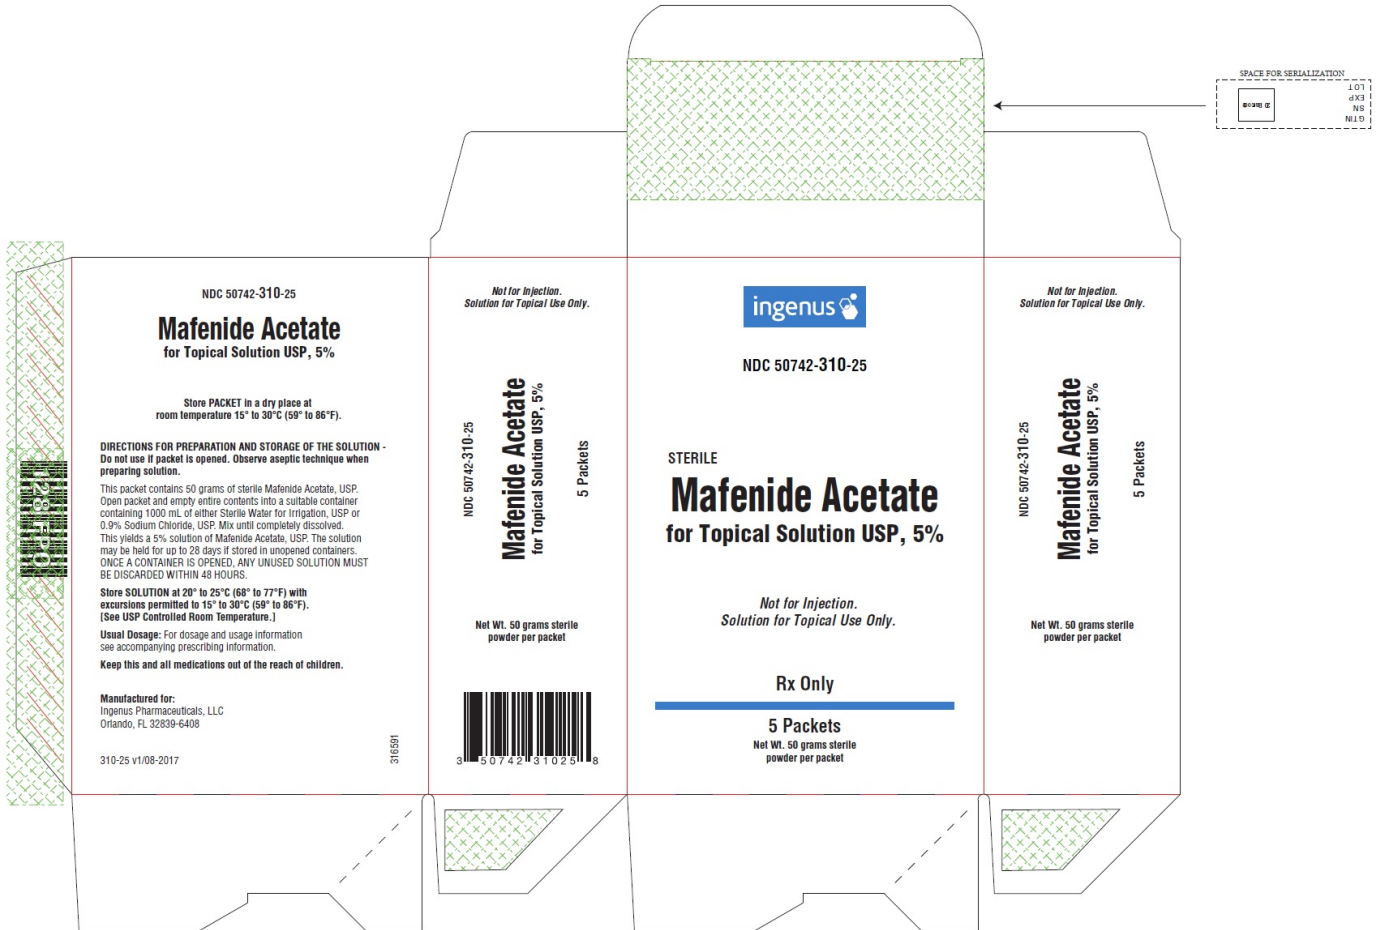 SPACE FOR SERIALIZATION
2D Barcode
GTIN
SN
EXP
LOT
NDC 50742-310-25
Mafenide Acetate
for Topical Solution USP, 5%
Store PACKET in a dry place at
room temperature 15° to 30°C (59° to 86°F).
DIRECTIONS FOR PREPARATION AND STORAGE OF THE SOLUTION -
Do not use if packet is opened. Observe aseptic technique when
preparing solution.
This packet contains 50 grams of sterile Mafenide Acetate, USP.
Open packet and empty entire contents into a suitable container
containing 1000 mL of either Sterile Water for Irrigation, USP or
0.9% Sodium Chloride, USP. Mix until completely dissolved.
This yields a 5% solution of Mafenide Acetate, USP. The solution
may be held for up to 28 days if stored in unopened containers.
ONCE A CONTAINER IS OPENED, ANY UNUSED SOLUTION MUST
BE DISCARDED WITHIN 48 HOURS.
Store SOLUTION at 20° to 25°C (68° to 77°F) with
excursions permitted to 15° to 30°C (59° to 86°F).
[See USP Controlled Room Temperature.]
Usual Dosage: For dosage and usage information
see accompanying prescribing information.
Keep this and all medications out of the reach of children.
Manufactured for:
Ingenus Pharmaceuticals, LLC
Orlando, FL 32839-6408
310-25 v1/08-2017
316591
Not for Injection.
Solution for Topical Use Only.
NDC 50742-310-25
Mafenide Acetate
for Topical Solution USP, 5%
5 Packets
Net Wt. 50 grams sterile
powder per packet
3 50742 31025 8
ingenus
NDC 50742-310-25
STERILE
Mafenide Acetate
for Topical Solution USP, 5%
Not for Injection.
Solution for Topical Use Only.
Rx Only
5 Packets
Net Wt. 50 grams sterile
powder per packet
Not for Injection.
Solution for Topical Use Only.
NDC 50742-310-25
Mafenide Acetate
for Topical Solution USP, 5%
5 Packets
Net Wt. 50 grams sterile
powder per packet